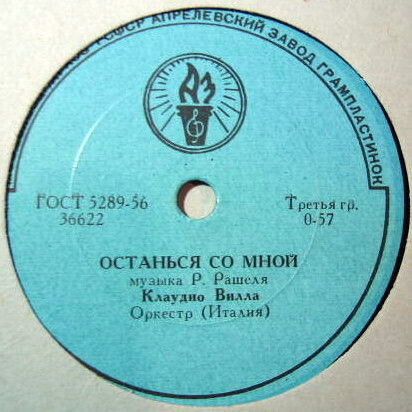 РСФСР АПРЕЛЕВСКИЙ ЗАВОД ГРАМПЛАСТИНОК
АЗ
ГОСТ 5289-56
36622
Третья гр.
0-57
ОСТАНЬСЯ СО МНОЙ
музыка Р. Рашеля
Клаудио Вилла
Оркестр (Италия)